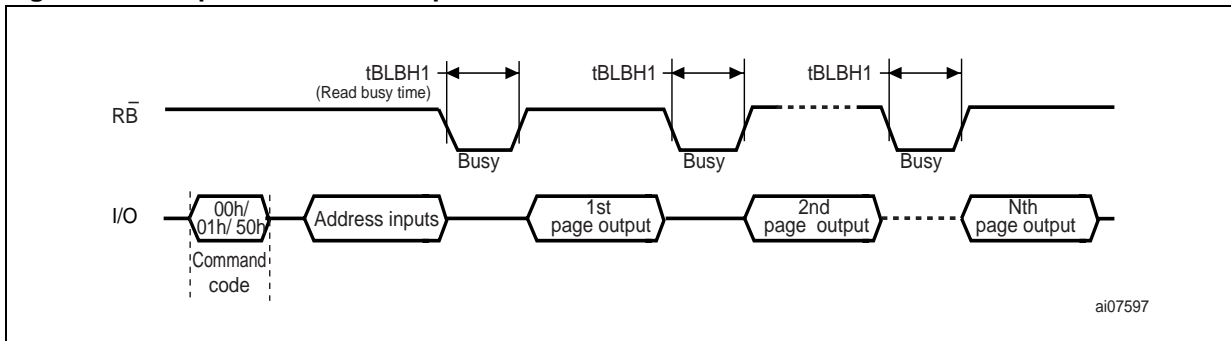 tBLBH1
(Read busy time)
tBLBH1
tBLBH1
RB̅
Busy
Busy
Busy
I/O
00h/
01h/ 50h
Address inputs
1st
page output
2nd
page output
Nth
page output
Command
code
ai07597